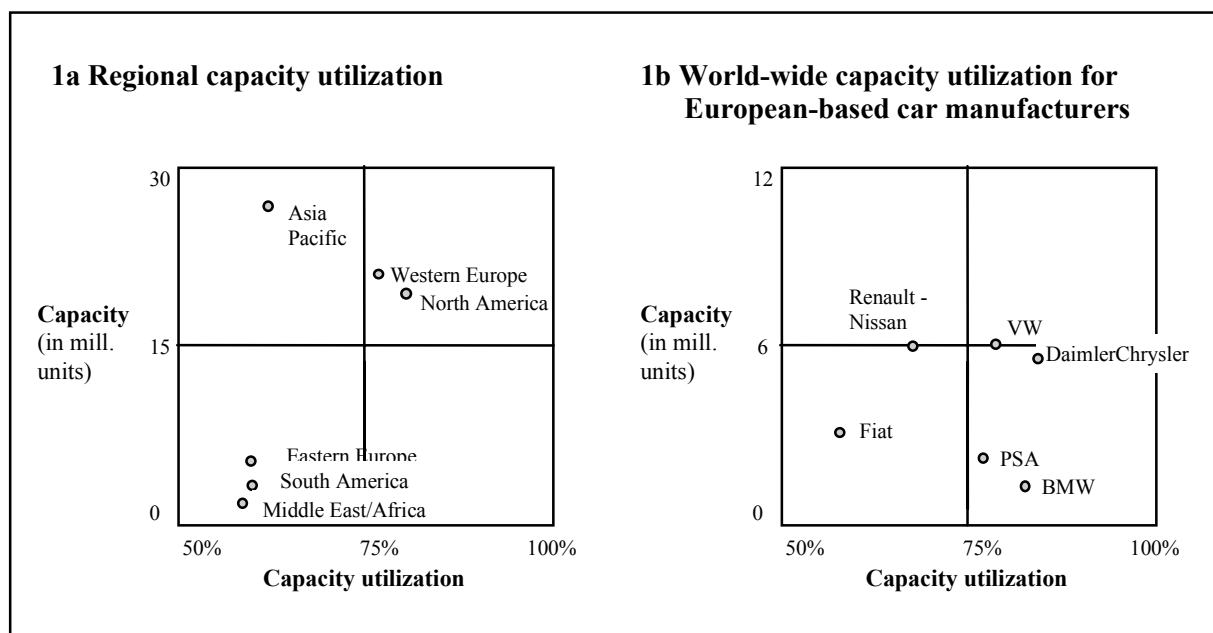 1a Regional capacity utilization
30
Asia
Pacific
Western Europe
North America
Capacity
(in mill.
units)
15
Eastern Europe
South America
Middle East/Africa
0
50%
75%
100%
Capacity utilization
1b World-wide capacity utilization for
European-based car manufacturers
12
Renault -
Nissan
VW
DaimlerChrysler
Capacity
(in mill.
units)
6
Fiat
PSA
BMW
0
50%
75%
100%
Capacity utilization